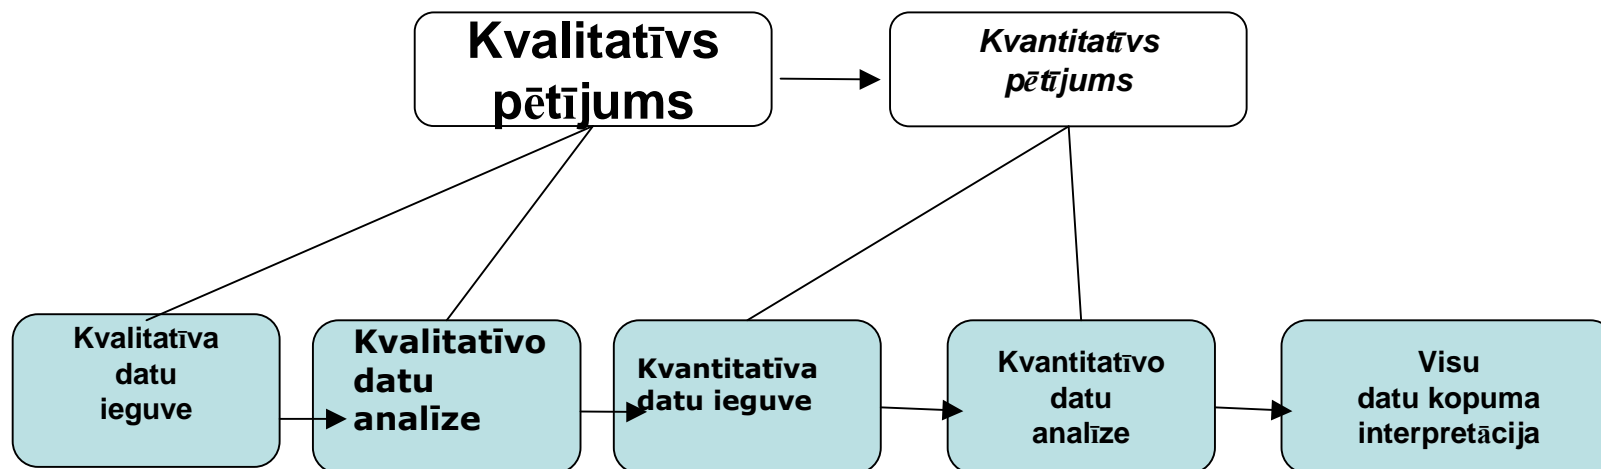 Kvalitatīvs
pētījums
Kvantitatīvs
pētījums
Kvalitatīva
datu
ieguve
Kvalitatīvo
datu
analīze
Kvantitatīva
datu ieguve
Kvantitatīvo
datu
analīze
Visu
datu kopuma
interpretācija